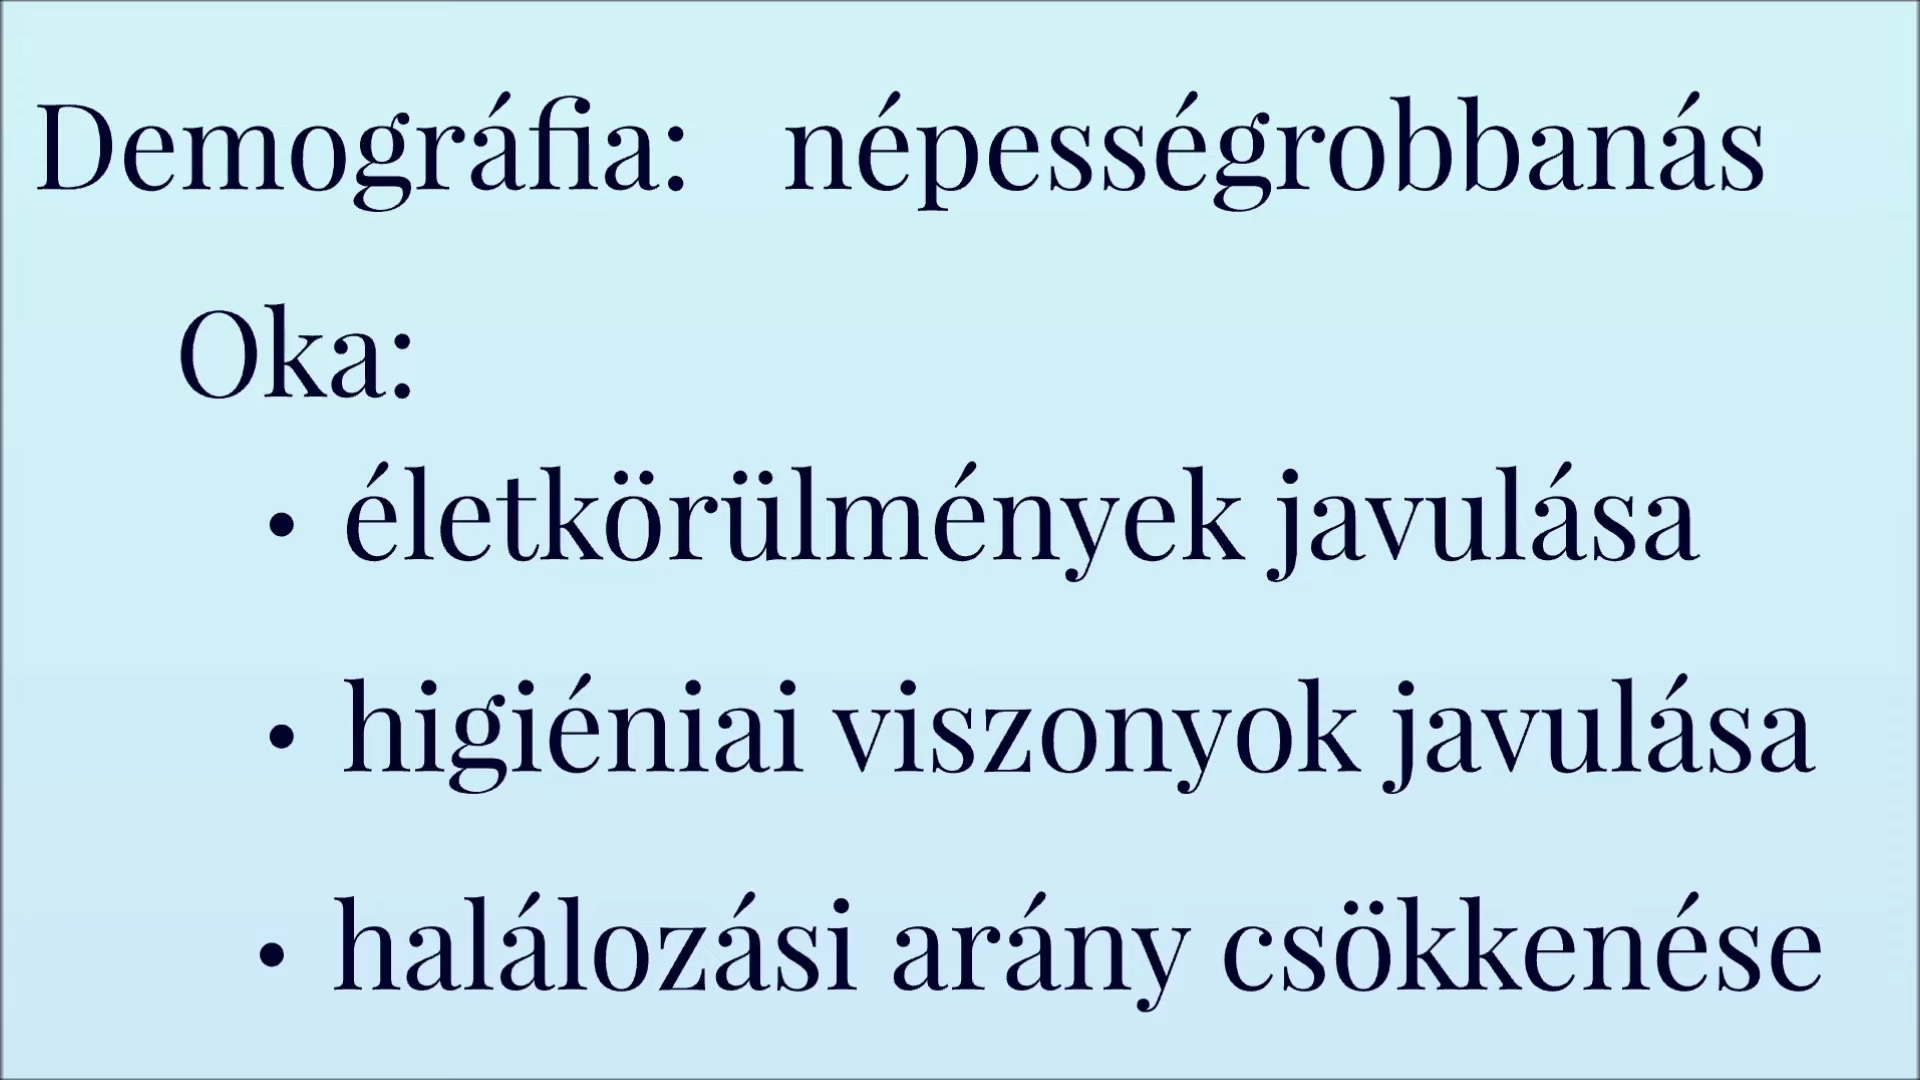 Demográfia: népességrobbanás
Oka:
• életkörülmények javulása
• higiéniai viszonyok javulása
• halálozási arány csökkenése